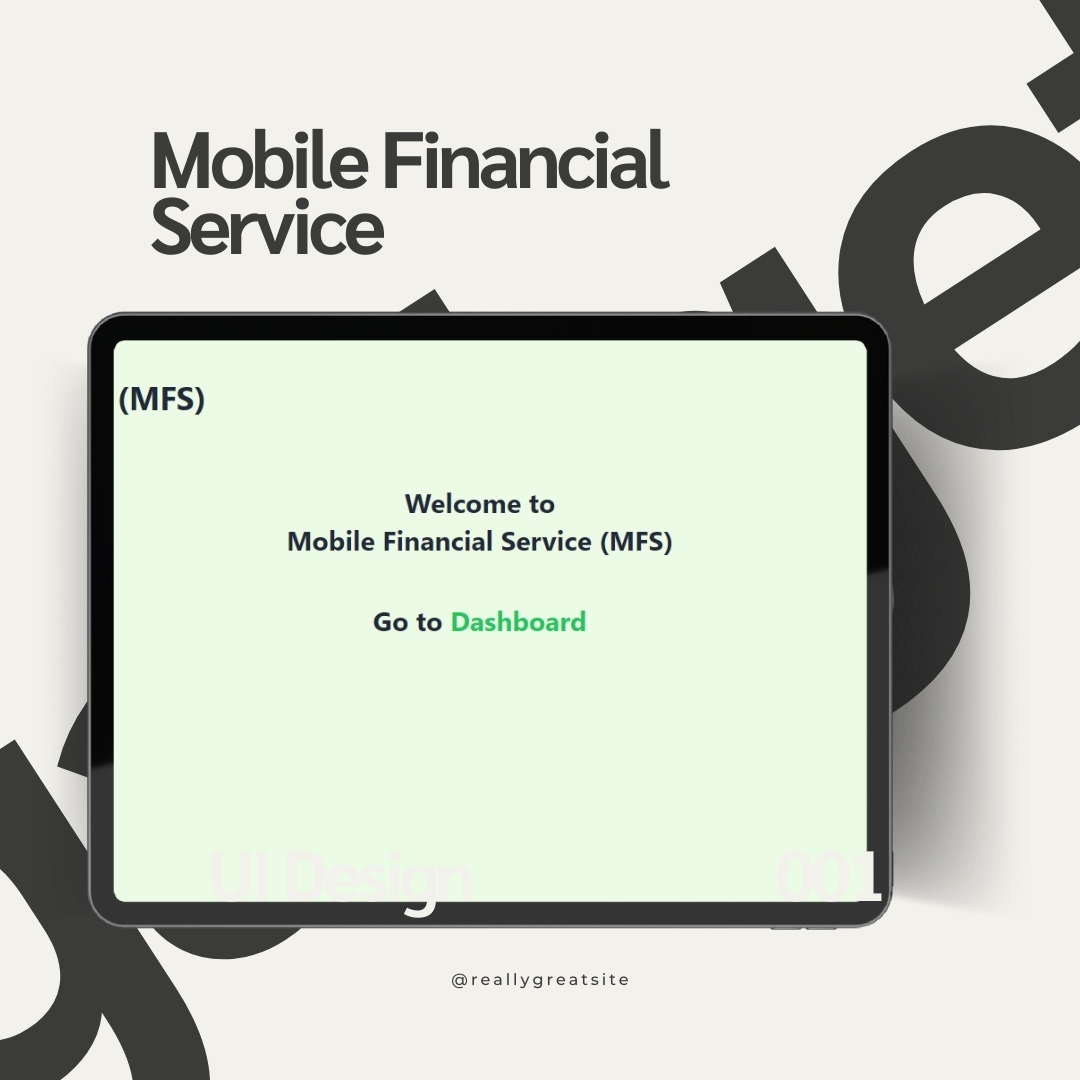 Mobile Financial
Service
(MFS)
Welcome to
Mobile Financial Service (MFS)
Go to Dashboard
UI Design
001
@reallygreatsite